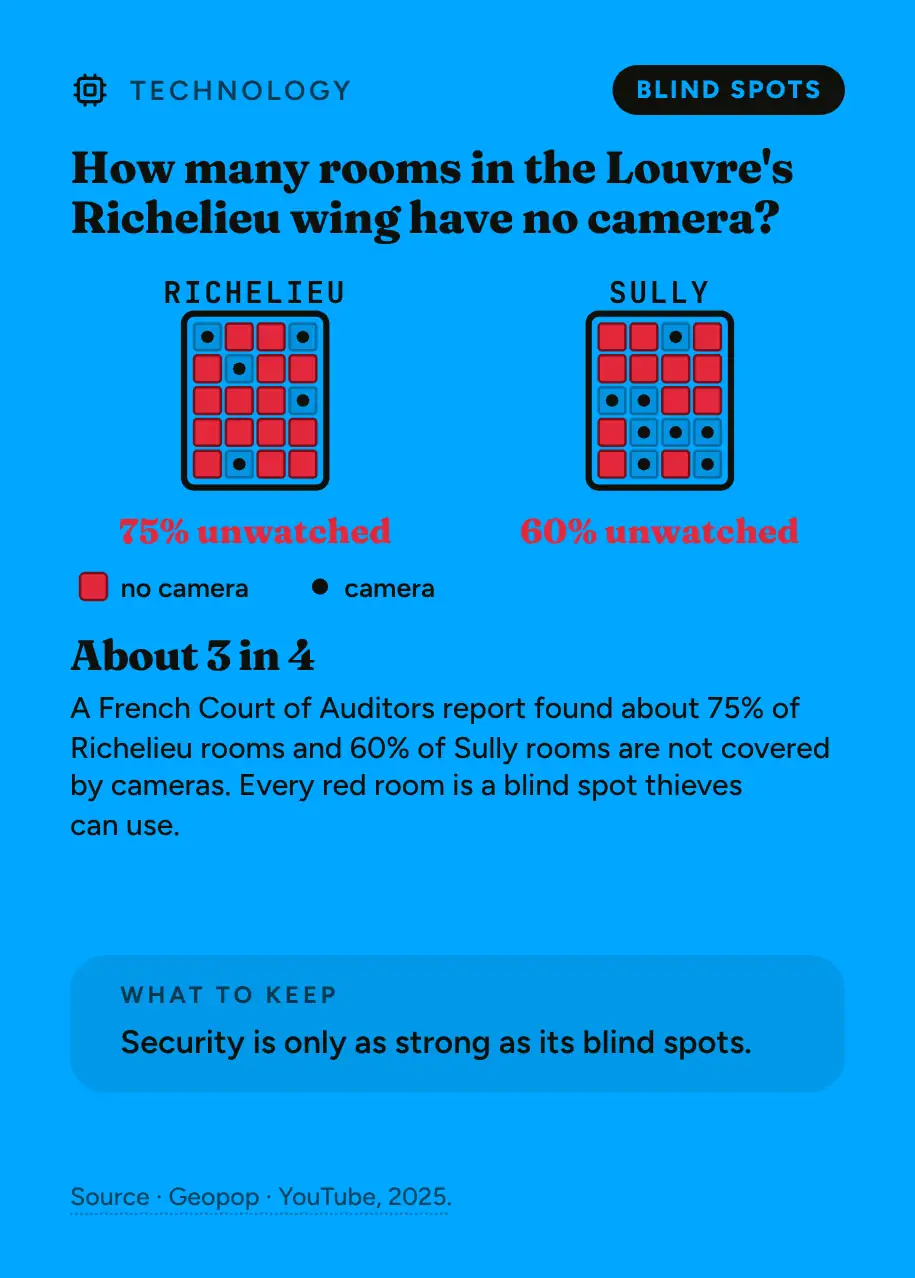 TECHNOLOGY
BLIND SPOTS
How many rooms in the Louvre's
Richelieu wing have no camera?
RICHELIEU
SULLY
75% unwatched
60% unwatched
no camera
camera
About 3 in 4
A French Court of Auditors report found about 75% of
Richelieu rooms and 60% of Sully rooms are not covered
by cameras. Every red room is a blind spot thieves
can use.
WHAT TO KEEP
Security is only as strong as its blind spots.
Source · Geopop · YouTube, 2025.